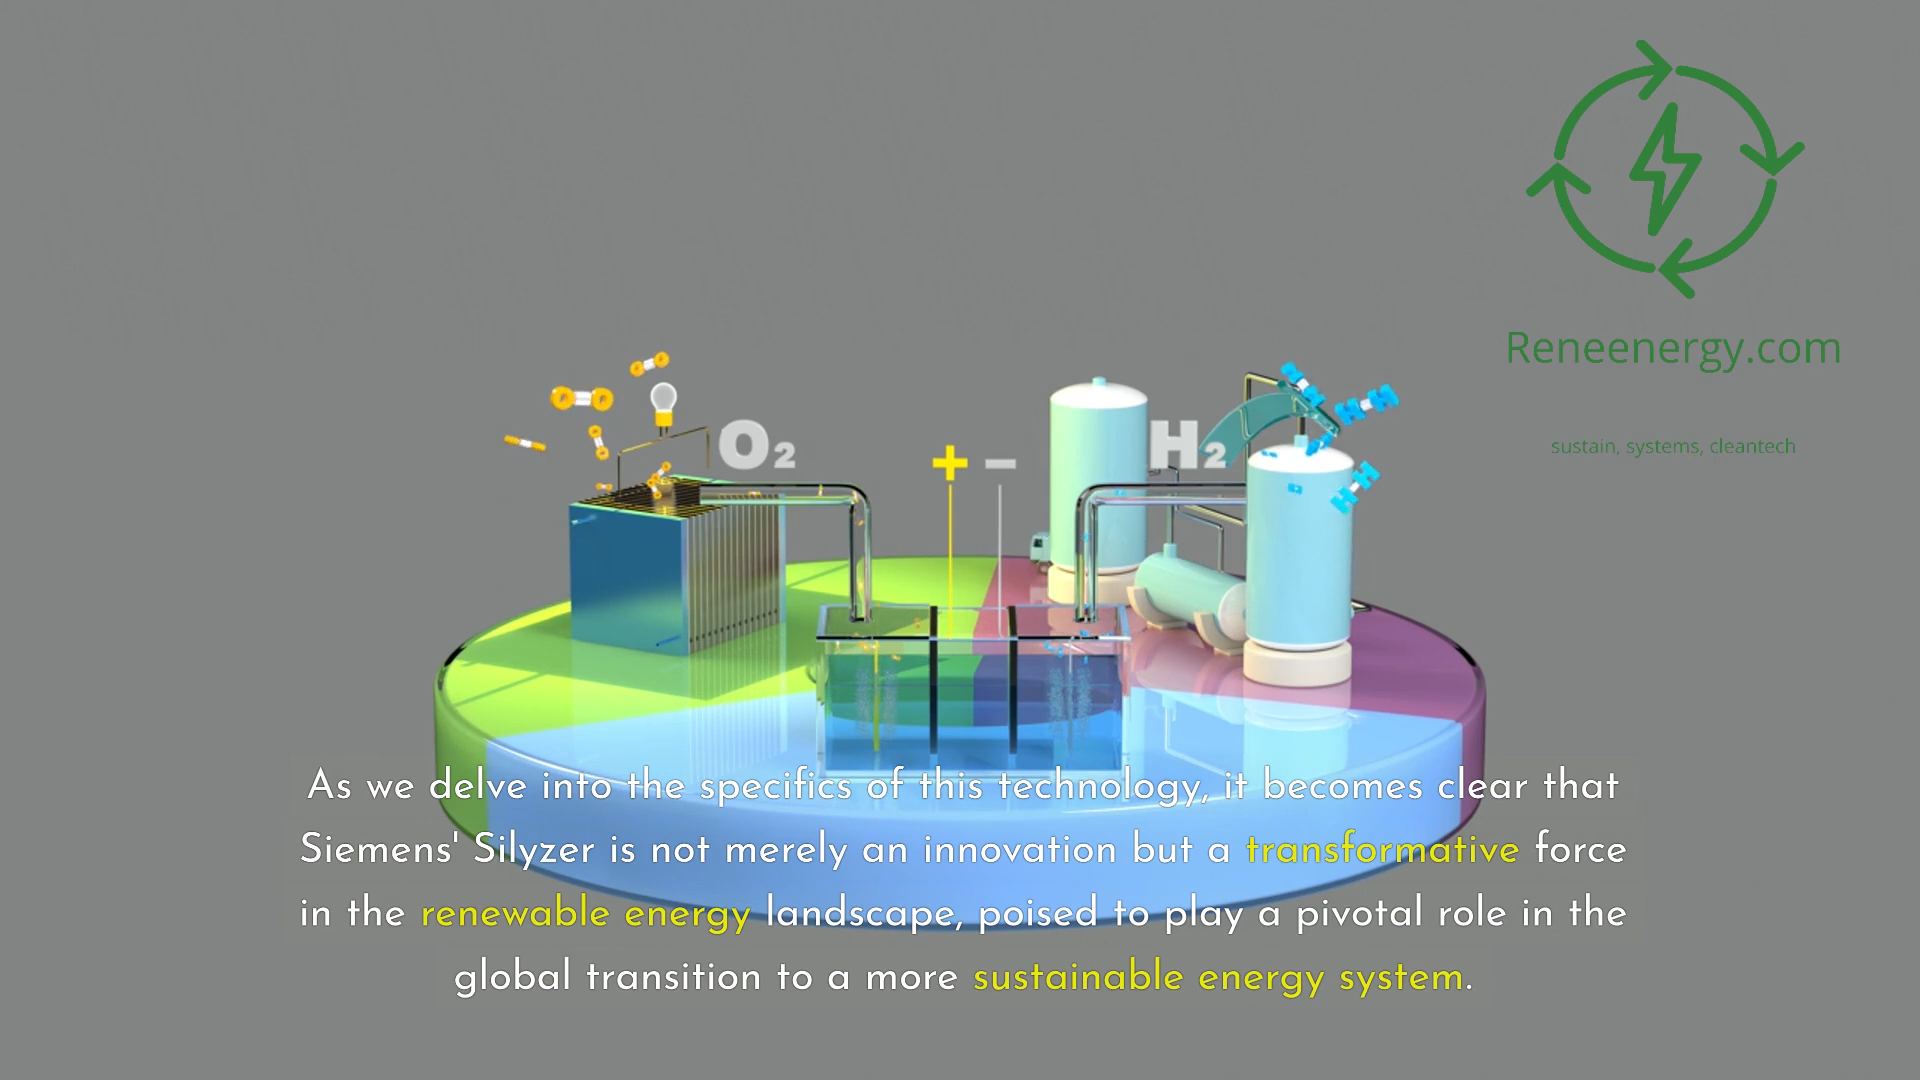 Reneenergy.com
sustain, systems, cleantech
O₂
+ −
H₂
As we delve into the specifics of this technology, it becomes clear that
Siemens' Silyzer is not merely an innovation but a transformative force
in the renewable energy landscape, poised to play a pivotal role in the
global transition to a more sustainable energy system.